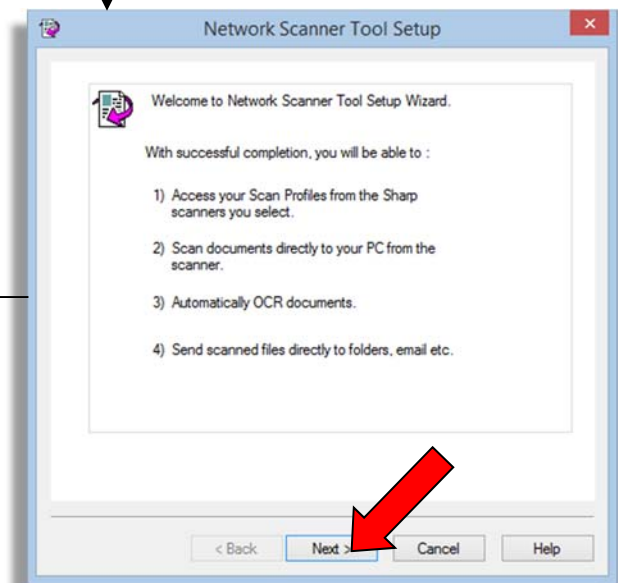 Network Scanner Tool Setup
Welcome to Network Scanner Tool Setup Wizard.
With successful completion, you will be able to :
1) Access your Scan Profiles from the Sharp
scanners you select.
2) Scan documents directly to your PC from the
scanner.
3) Automatically OCR documents.
4) Send scanned files directly to folders, email etc.
< Back Next > Cancel Help